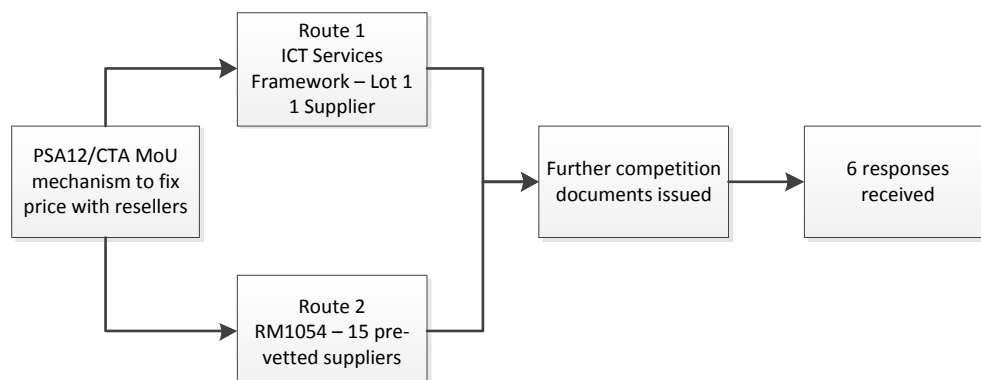 PSA12/CTA MoU
mechanism to fix
price with resellers
Route 1
ICT Services
Framework – Lot 1
1 Supplier
Route 2
RM1054 – 15 pre-
vetted suppliers
Further competition
documents issued
6 responses
received